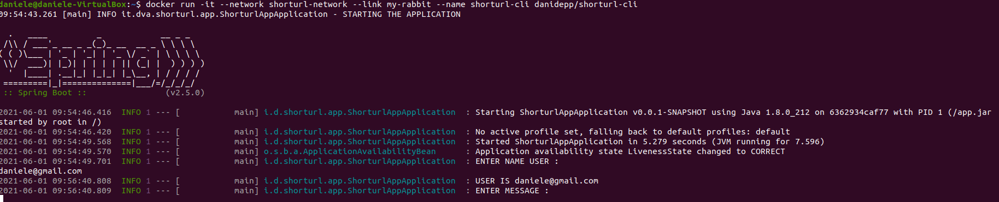 daniele@daniele-VirtualBox:~$ docker run -it --network shorturl-network --link my-rabbit --name shorturl-cli danidepp/shorturl-cli
09:54:43.261 [main] INFO it.dva.shorturl.app.ShorturlAppApplication - STARTING THE APPLICATION
  .   ____          _            __ _ _
 /\\ / ___'_ __ _ _(_)_ __  __ _ \ \ \ \
( ( )\___ | '_ | '_| | '_ \/ _` | \ \ \ \
 \\/  ___)| |_)| | | | | || (_| |  ) ) ) )
  '  |____| .__|_| |_|_| |_\__, | / / / /
 =========|_|==============|___/=/_/_/_/
 :: Spring Boot ::                (v2.5.0)
2021-06-01 09:54:46.416  INFO 1 --- [           main] i.d.shorturl.app.ShorturlAppApplication  : Starting ShorturlAppApplication v0.0.1-SNAPSHOT using Java 1.8.0_212 on 6362934caf77 with PID 1 (/app.jar
started by root in /)
2021-06-01 09:54:46.420  INFO 1 --- [           main] i.d.shorturl.app.ShorturlAppApplication  : No active profile set, falling back to default profiles: default
2021-06-01 09:54:49.568  INFO 1 --- [           main] i.d.shorturl.app.ShorturlAppApplication  : Started ShorturlAppApplication in 5.279 seconds (JVM running for 7.596)
2021-06-01 09:54:49.570  INFO 1 --- [           main] o.s.b.a.ApplicationAvailabilityBean      : Application availability state LivenessState changed to CORRECT
2021-06-01 09:54:49.701  INFO 1 --- [           main] i.d.shorturl.app.ShorturlAppApplication  : ENTER NAME USER :
daniele@gmail.com
2021-06-01 09:56:40.808  INFO 1 --- [           main] i.d.shorturl.app.ShorturlAppApplication  : USER IS daniele@gmail.com
2021-06-01 09:56:40.809  INFO 1 --- [           main] i.d.shorturl.app.ShorturlAppApplication  : ENTER MESSAGE :